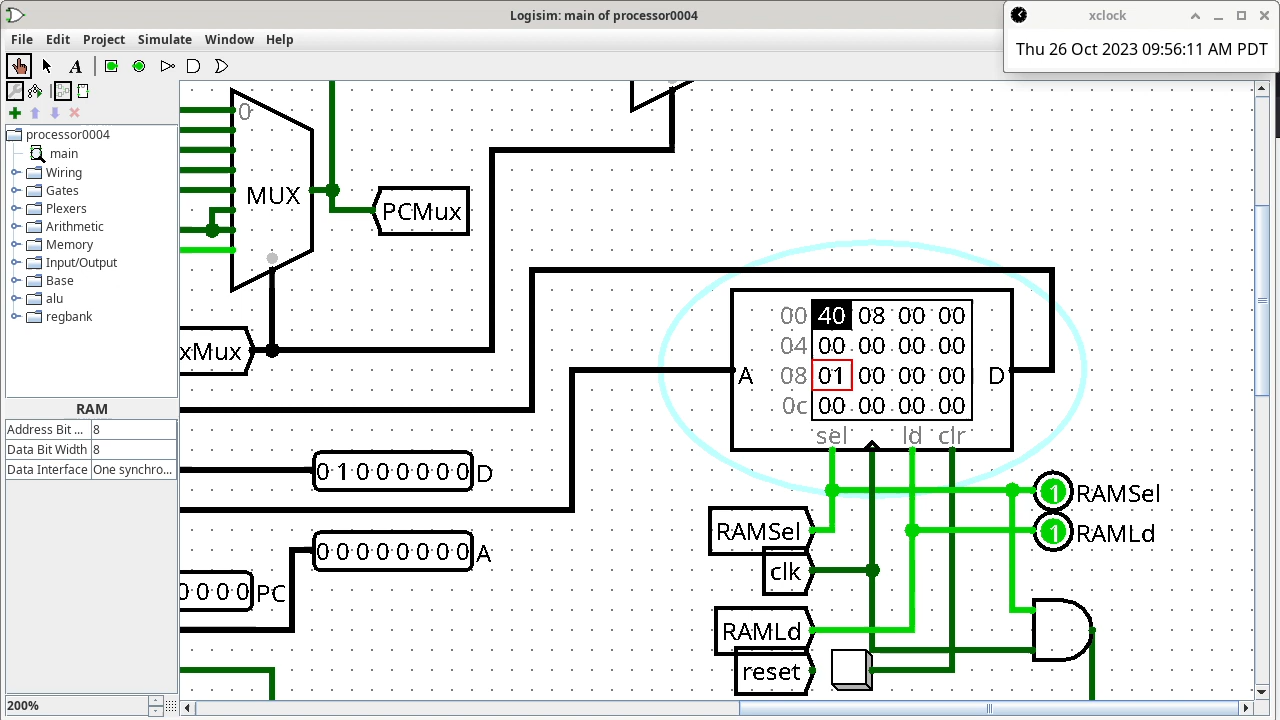 Logisim: main of processor0004
xclock
Thu 26 Oct 2023 09:56:11 AM PDT
File Edit Project Simulate Window Help
A
processor0004
main
Wiring
Gates
Plexers
Arithmetic
Memory
Input/Output
Base
alu
regbank
RAM
Address Bit ... 8
Data Bit Width 8
Data Interface One synchro...
200%
0
MUX
PCMux
xMux
00 40 08 00 00
04 00 00 00 00
A 08 01 00 00 00 D
0c 00 00 00 00
sel ld clr
0 1 0 0 0 0 0 0 D
1 RAMSel
RAMSel
1 RAMLd
0 0 0 0 0 0 0 0 A
clk
0 0 0 0 PC
RAMLd
reset